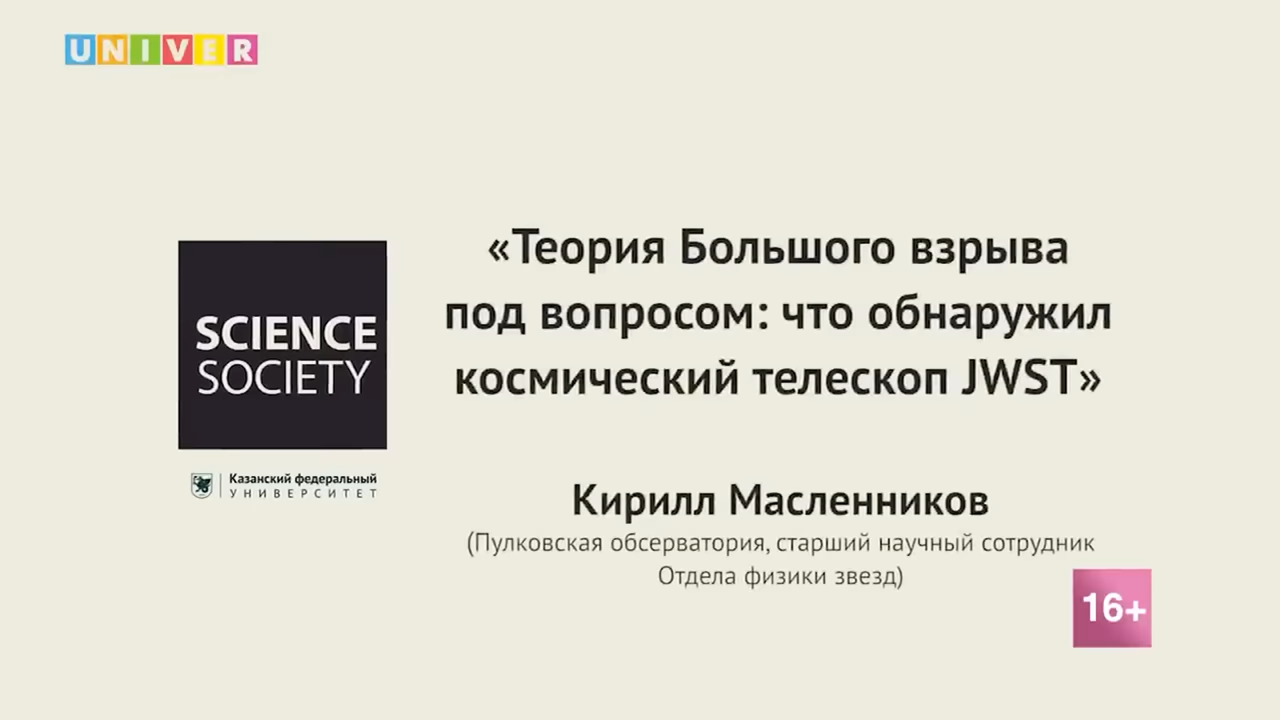 UNIVER
«Теория Большого взрыва
под вопросом: что обнаружил
космический телескоп JWST»
SCIENCE
SOCIETY
Казанский федеральный
УНИВЕРСИТЕТ
Кирилл Масленников
(Пулковская обсерватория, старший научный сотрудник
Отдела физики звезд)
16+